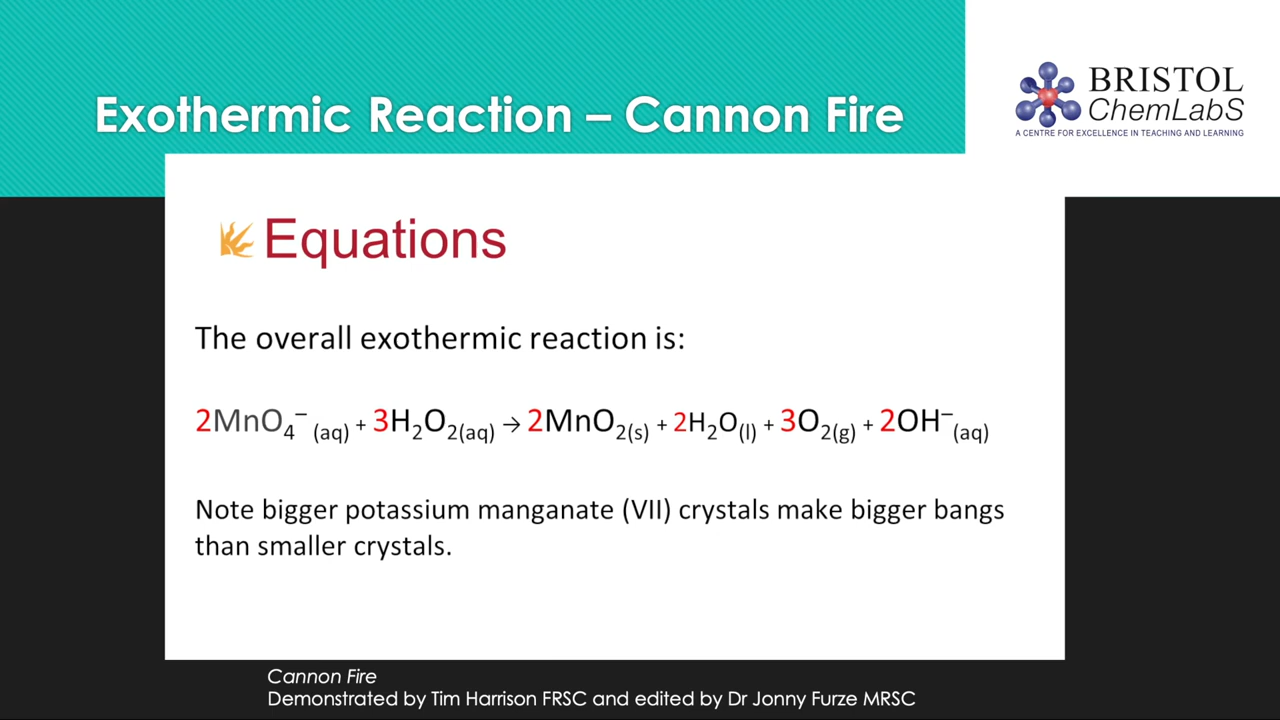 Exothermic Reaction – Cannon Fire
BRISTOL
ChemLabS
A CENTRE FOR EXCELLENCE IN TEACHING AND LEARNING
Equations
The overall exothermic reaction is:
2MnO₄⁻ (aq) + 3H₂O₂(aq) → 2MnO₂(s) + 2H₂O(l) + 3O₂(g) + 2OH⁻(aq)
Note bigger potassium manganate (VII) crystals make bigger bangs
than smaller crystals.
Cannon Fire
Demonstrated by Tim Harrison FRSC and edited by Dr Jonny Furze MRSC